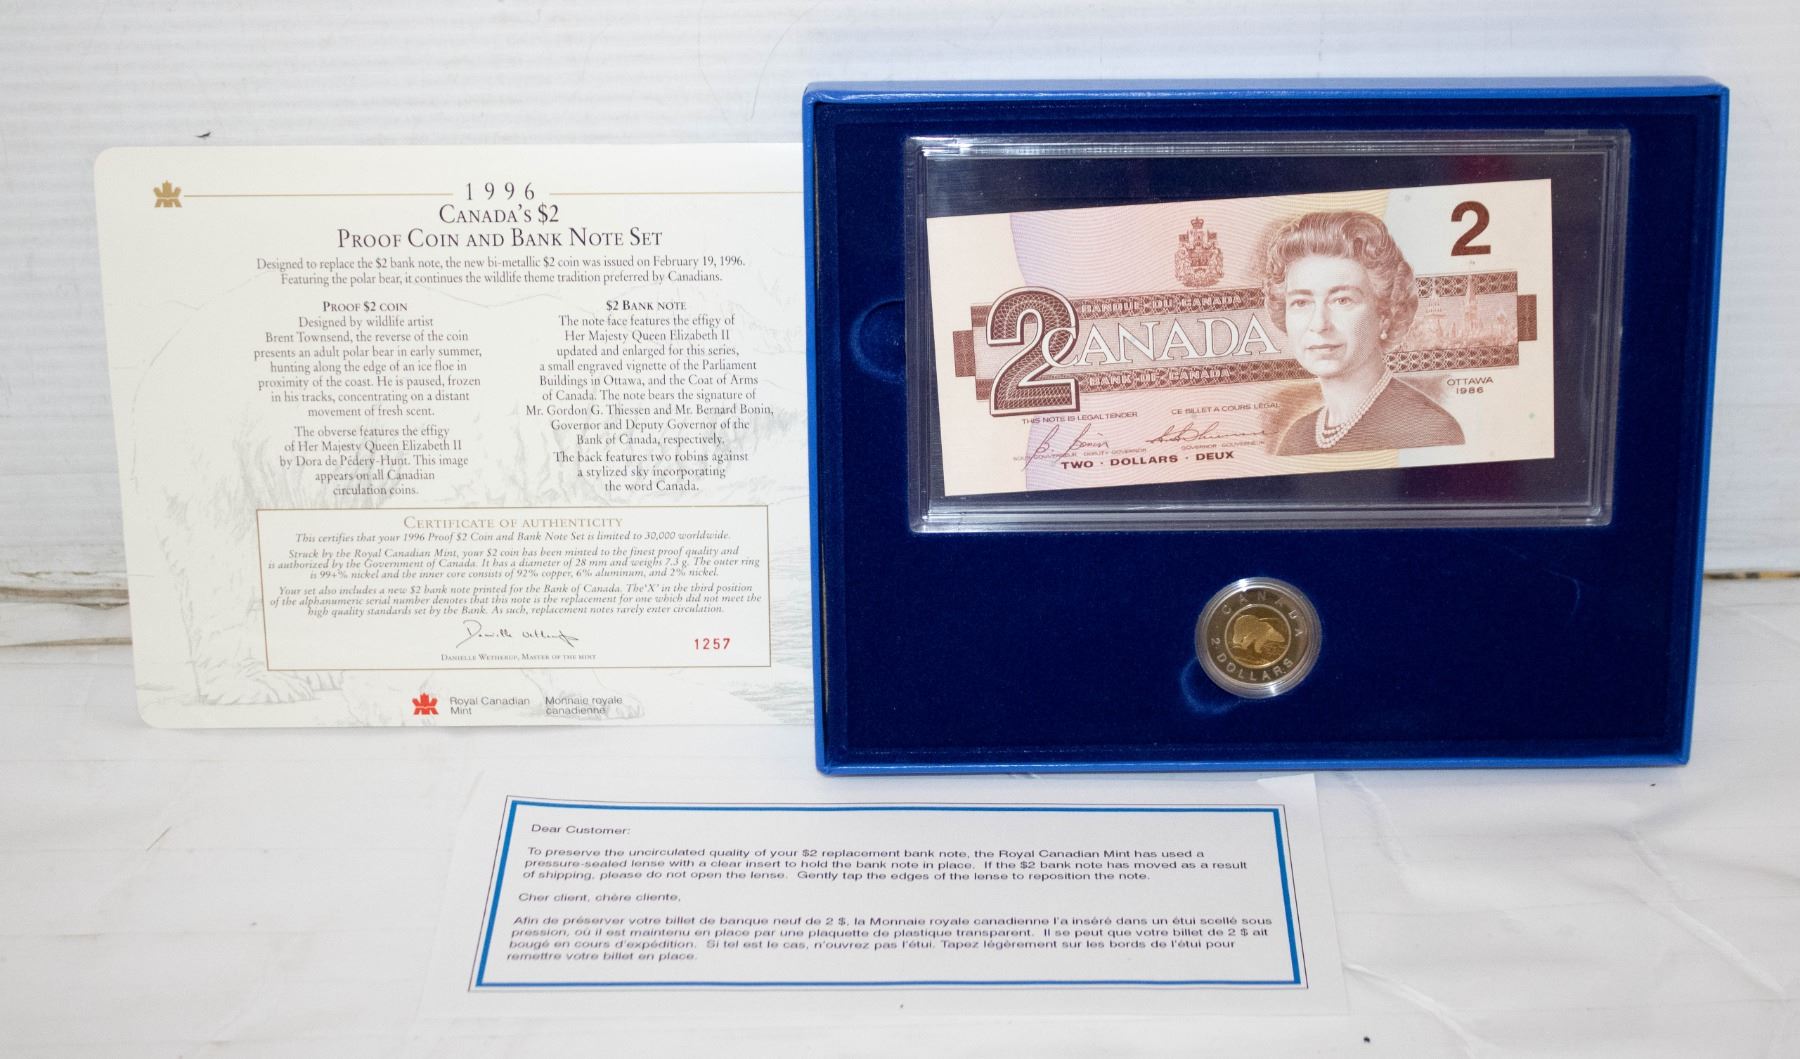 1996
CANADA'S $2
PROOF COIN AND BANK NOTE SET
Designed to replace the $2 bank note, the new bi-metallic $2 coin was issued on February 19, 1996.
Featuring the polar bear, it continues the wildlife theme tradition preferred by Canadians.
PROOF $2 COIN
Designed by wildlife artist
Brent Townsend, the reverse of the coin
presents an adult polar bear in early summer,
hunting along the edge of an ice floe in
proximity of the coast. He is paused, frozen
in his tracks, concentrating on a distant
movement of fresh scent.
The obverse features the effigy
of Her Majesty Queen Elizabeth II
by Dora de Pédery-Hunt. This image
appears on all Canadian
circulation coins.
$2 BANK NOTE
The note face features the effigy of
Her Majesty Queen Elizabeth II
updated and enlarged for this series,
a small engraved vignette of the Parliament
Buildings in Ottawa, and the Coat of Arms
of Canada. The note bears the signature of
Mr. Gordon G. Thiessen and Mr. Bernard Bonin,
Governor and Deputy Governor of the
Bank of Canada, respectively.
The back features two robins against
a stylized sky incorporating
the word Canada.
CERTIFICATE OF AUTHENTICITY
This certifies that your 1996 Proof $2 Coin and Bank Note Set is limited to 30,000 worldwide.
Struck by the Royal Canadian Mint, your $2 coin has been minted to the finest proof quality and
is authorized by the Government of Canada. It has a diameter of 28 mm and weighs 7.3 g. The outer ring
is 99+% nickel and the inner core consists of 92% copper, 6% aluminum, and 2% nickel.
Your set also includes a new $2 bank note printed for the Bank of Canada. The 'X' in the third position
of the alphanumeric serial number denotes that this note is the replacement for one which did not meet the
high quality standards set by the Bank. As such, replacement notes rarely enter circulation.
DANIELLE WETHERUP, MASTER OF THE MINT
1257
Royal Canadian Mint
Monnaie royale canadienne
2
BANQUE · DU · CANADA
2 CANADA
BANK · OF · CANADA
OTTAWA
1986
THIS NOTE IS LEGAL TENDER
CE BILLET A COURS LÉGAL
B. Bonin
SOUS-GOUVERNEUR DEPUTY GOVERNOR
GOVERNOR GOUVERNEUR
TWO · DOLLARS · DEUX
CANADA
2 DOLLARS
Dear Customer:
To preserve the uncirculated quality of your $2 replacement bank note, the Royal Canadian Mint has used a
pressure-sealed lense with a clear insert to hold the bank note in place. If the $2 bank note has moved as a result
of shipping, please do not open the lense. Gently tap the edges of the lense to reposition the note.
Cher client, chère cliente,
Afin de préserver votre billet de banque neuf de 2 $, la Monnaie royale canadienne l'a inséré dans un étui scellé sous
pression, où il est maintenu en place par une plaquette de plastique transparent. Il se peut que votre billet de 2 $ ait
bougé en cours d'expédition. Si tel est le cas, n'ouvrez pas l'étui. Tapez légèrement sur les bords de l'étui pour
remettre votre billet en place.